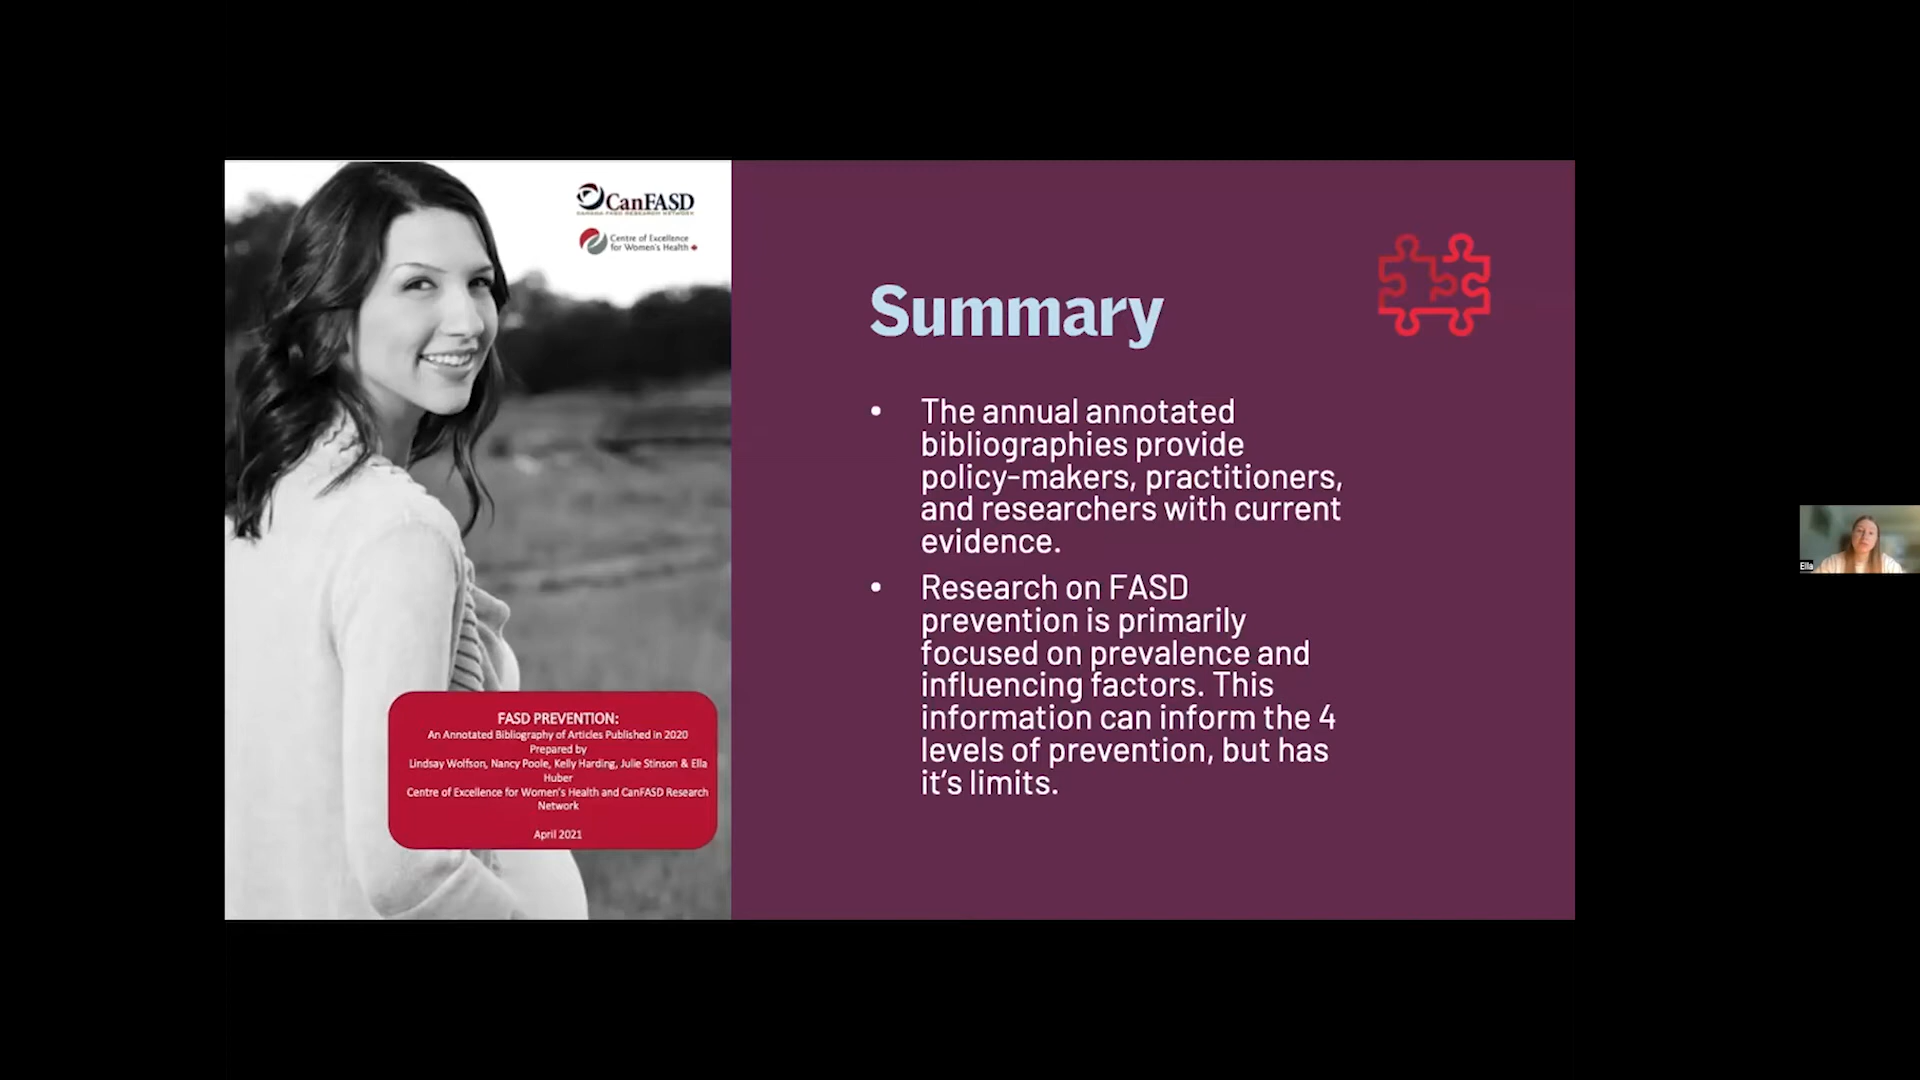 CanFASD
CANADA FASD RESEARCH NETWORK
Centre of Excellence
for Women's Health
Summary
• The annual annotated
bibliographies provide
policy-makers, practitioners,
and researchers with current
evidence.
• Research on FASD
prevention is primarily
focused on prevalence and
influencing factors. This
information can inform the 4
levels of prevention, but has
it's limits.
FASD PREVENTION:
An Annotated Bibliography of Articles Published in 2020
Prepared by
Lindsay Wolfson, Nancy Poole, Kelly Harding, Julie Stinson & Ella
Huber
Centre of Excellence for Women's Health and CanFASD Research
Network
April 2021
Ella